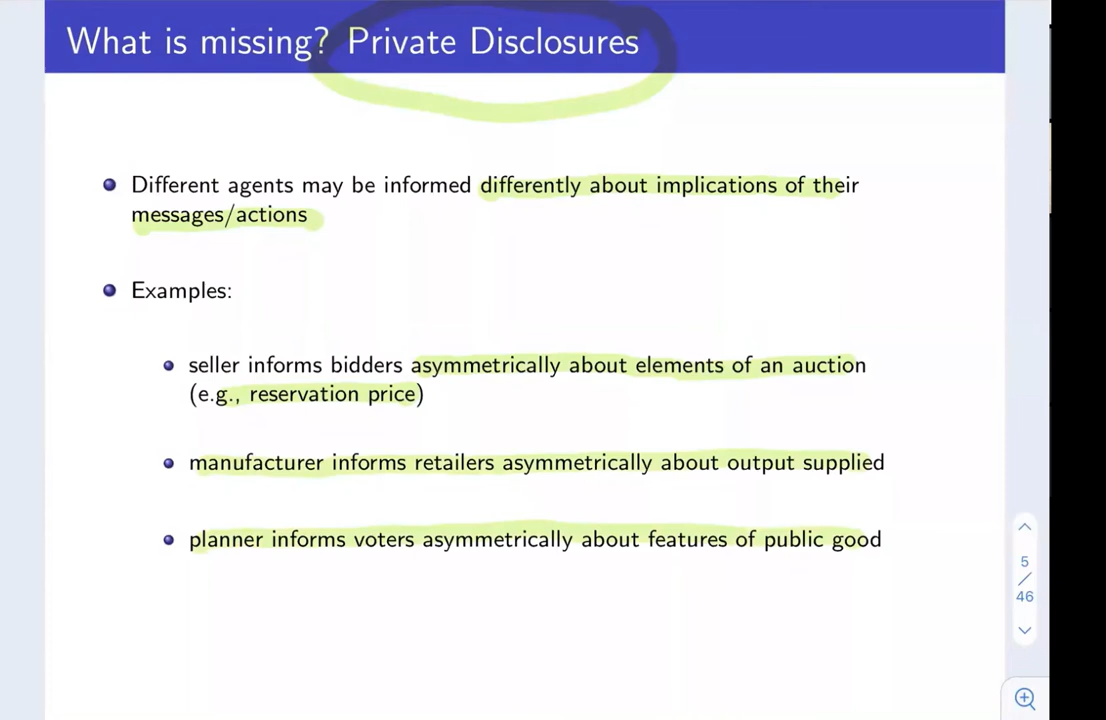 What is missing? Private Disclosures
Different agents may be informed differently about implications of their
messages/actions
Examples:
seller informs bidders asymmetrically about elements of an auction
(e.g., reservation price)
manufacturer informs retailers asymmetrically about output supplied
planner informs voters asymmetrically about features of public good
5
/
46